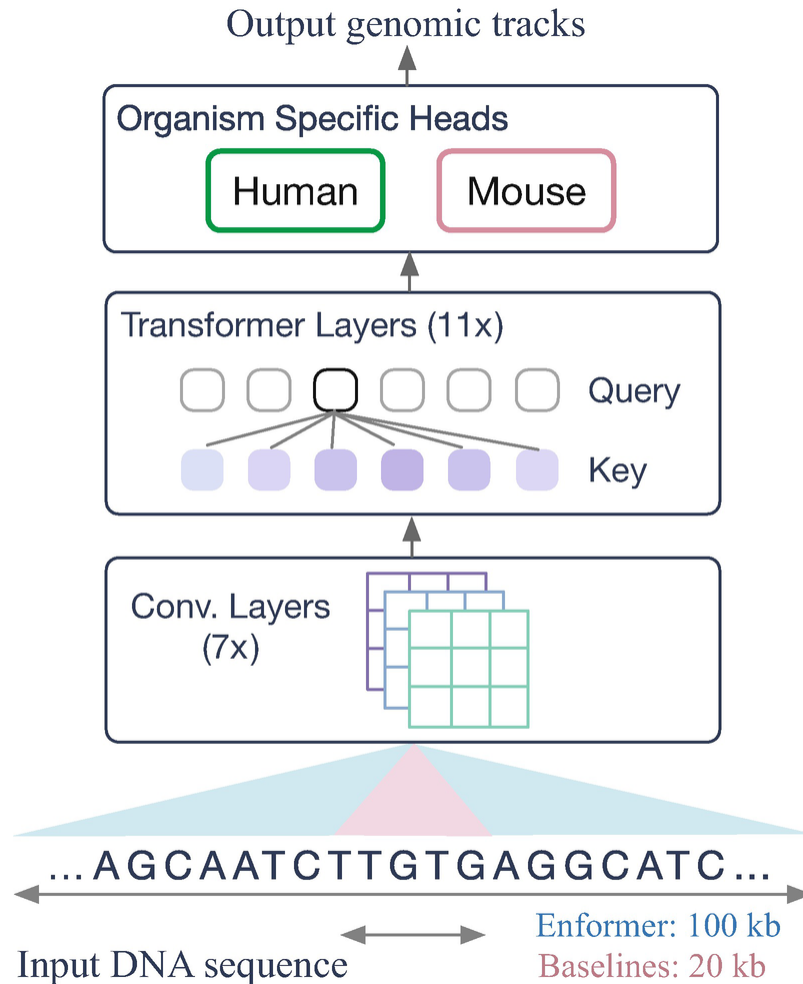 Output genomic tracks
Organism Specific Heads
Human
Mouse
Transformer Layers (11x)
Query
Key
Conv. Layers
(7x)
...AGCAATCTTGTGAGGCATC...
Enformer: 100 kb
Input DNA sequence
Baselines: 20 kb